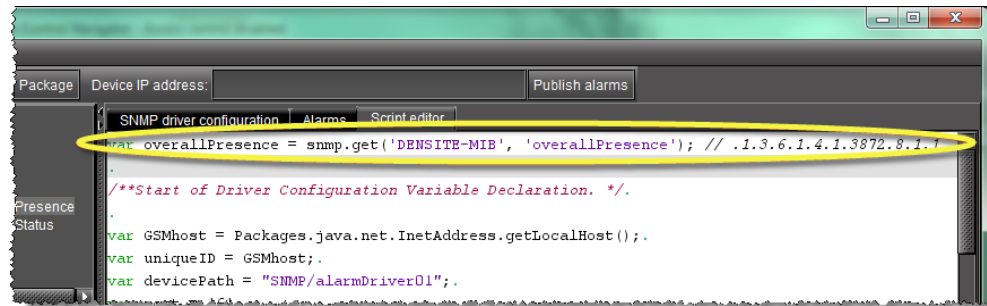 Package Device IP address: Publish alarms
SNMP driver configuration Alarms Script editor
var overallPresence = snmp.get('DENSITE-MIB', 'overallPresence'); // .1.3.6.1.4.1.3872.8.1.1
.
/**Start of Driver Configuration Variable Declaration. */.
.
Presence
Status
var GSMhost = Packages.java.net.InetAddress.getLocalHost();.
var uniqueID = GSMhost;.
var devicePath = "SNMP/alarmDriver01";.